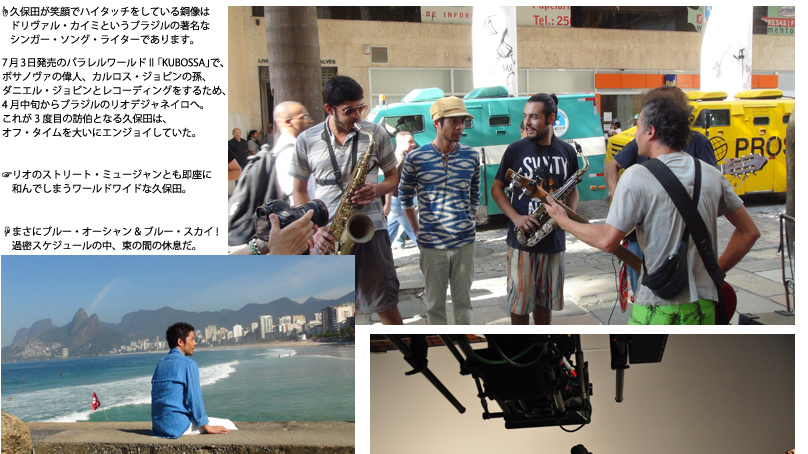 ☝久保田が笑顔でハイタッチをしている銅像は
ドリヴァル・カイミというブラジルの著名な
シンガー・ソング・ライターであります。
7月3日発売のパラレルワールドⅡ「KUBOSSA」で、
ボサノヴァの偉人、カルロス・ジョビンの孫、
ダニエル・ジョビンとレコーディングをするため、
4月中旬からブラジルのリオデジャネイロへ。
これが3度目の訪伯となる久保田は、
オフ・タイムを大いにエンジョイしていた。
☞リオのストリート・ミュージャンとも即座に
和んでしまうワールドワイドな久保田。
☟まさにブルー・オーシャン&ブルー・スカイ!
過密スケジュールの中、束の間の休息だ。
DE INFORM
Papelari
Tel.: 25
Itaú
PROS